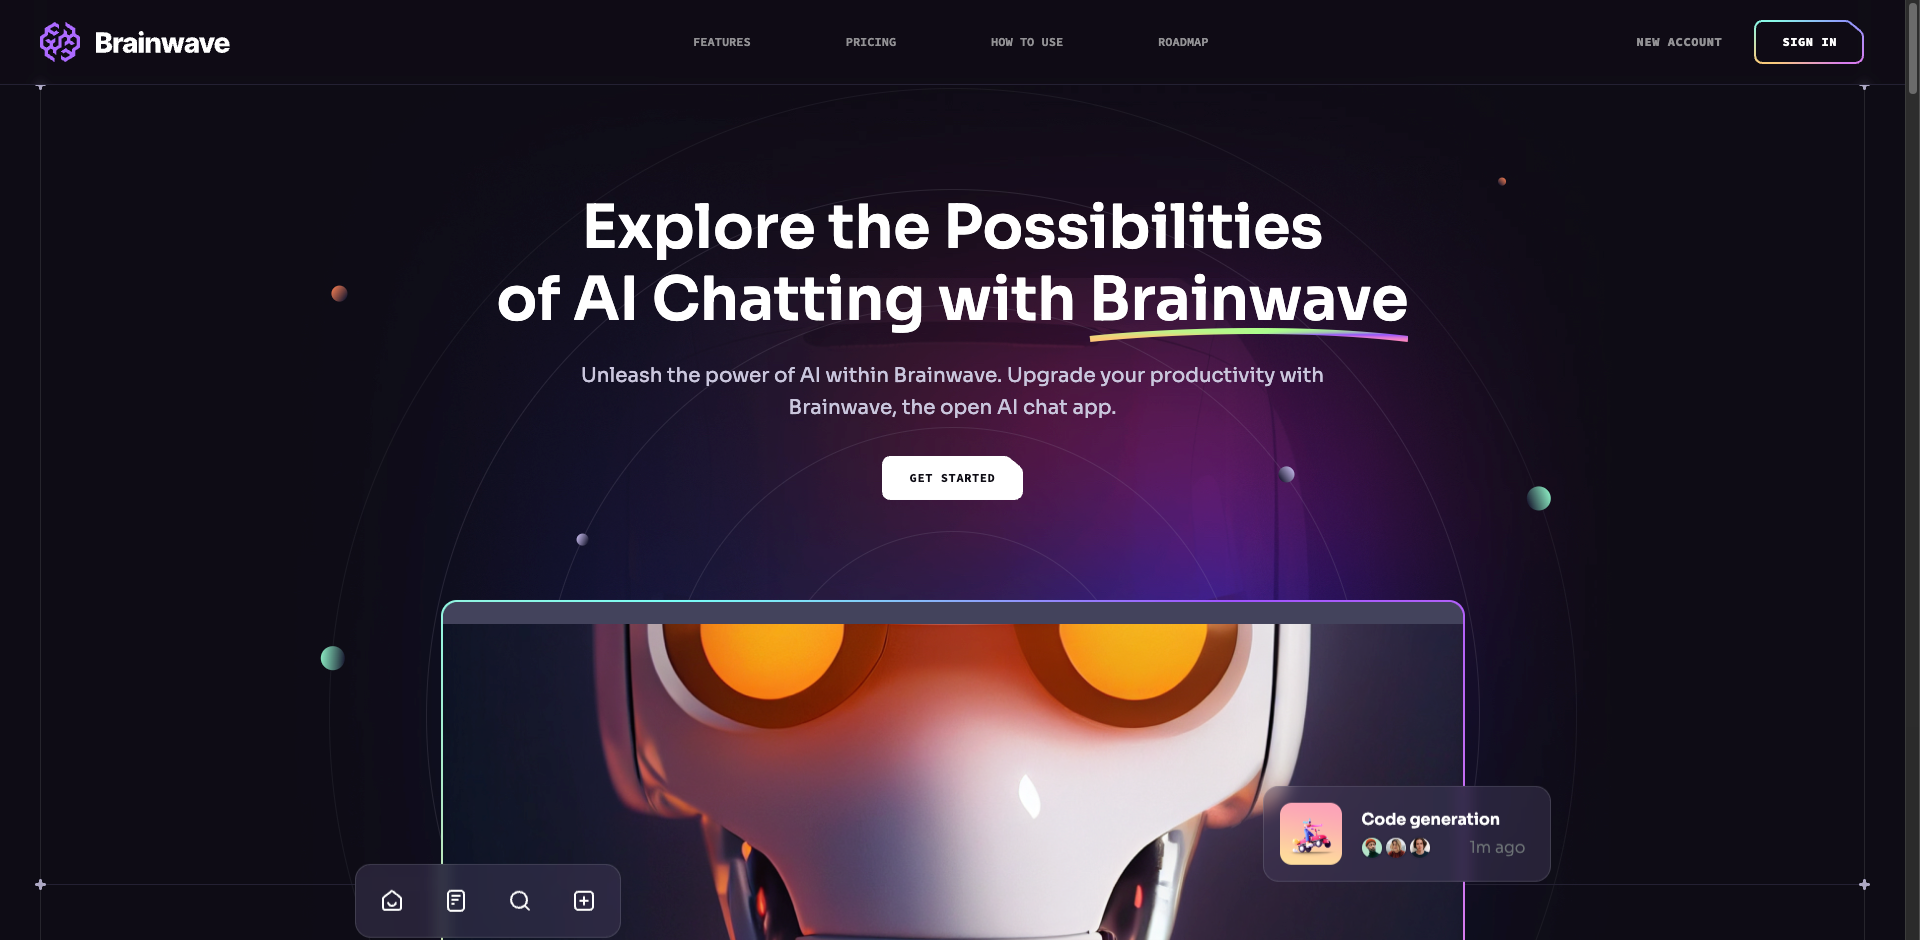 Brainwave
FEATURES
PRICING
HOW TO USE
ROADMAP
NEW ACCOUNT
SIGN IN
Explore the Possibilities
of AI Chatting with Brainwave
Unleash the power of AI within Brainwave. Upgrade your productivity with
Brainwave, the open AI chat app.
GET STARTED
Code generation
1m ago